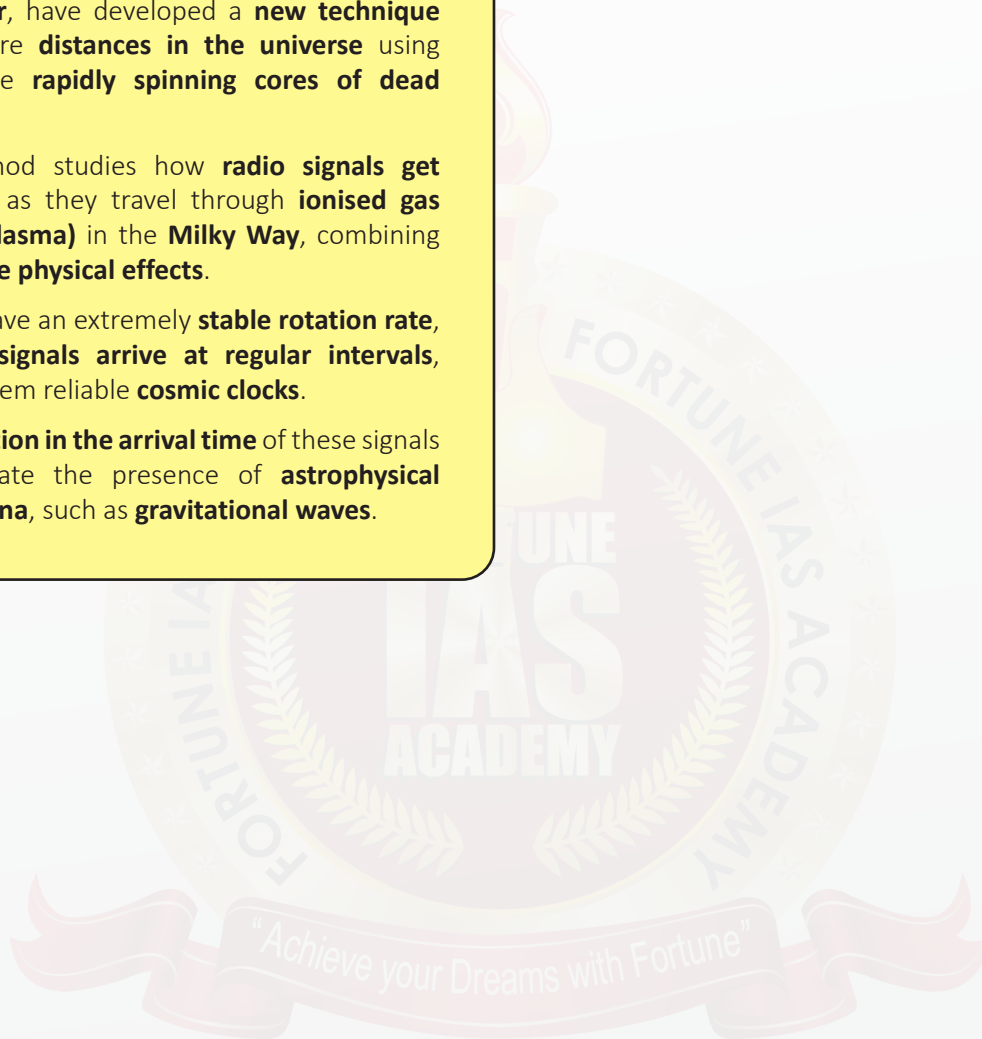 r, have developed a new technique
re distances in the universe using
e rapidly spinning cores of dead
nod studies how radio signals get
as they travel through ionised gas
lasma) in the Milky Way, combining
e physical effects.
ave an extremely stable rotation rate,
signals arrive at regular intervals,
em reliable cosmic clocks.
tion in the arrival time of these signals
ate the presence of astrophysical
na, such as gravitational waves.
FORTUNE IAS ACADEMY
UNE
IAS
ACADEMY
FORTUNE IA
"Achieve your Dreams with Fortune"